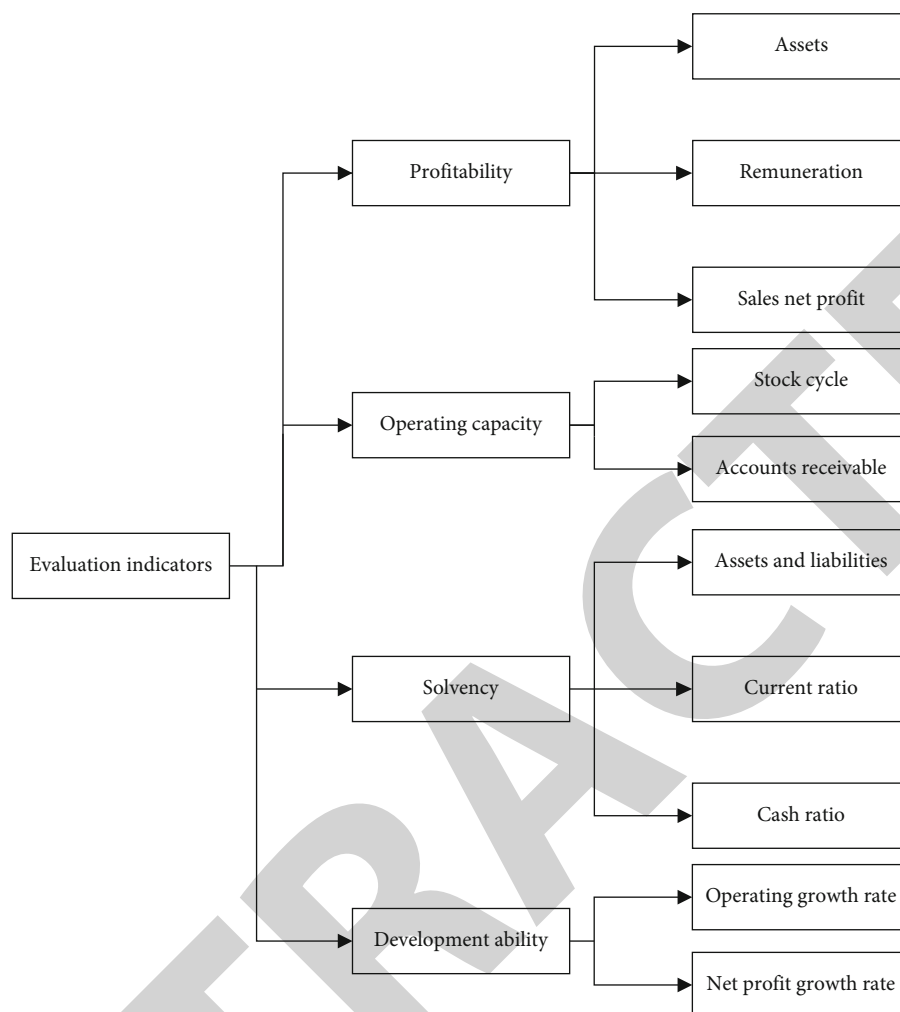 Evaluation indicators
Profitability
Assets
Remuneration
Sales net profit
Operating capacity
Stock cycle
Accounts receivable
Solvency
Assets and liabilities
Current ratio
Cash ratio
Development ability
Operating growth rate
Net profit growth rate
TRACT